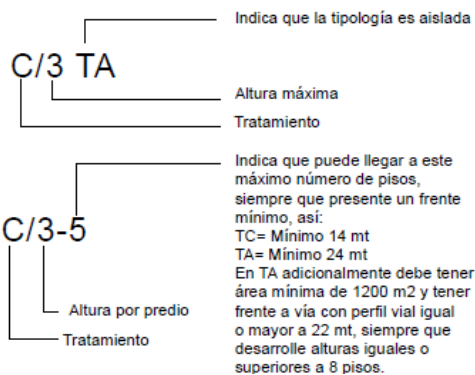 Indica que la tipología es aislada
C/3 TA
Altura máxima
Tratamiento
Indica que puede llegar a este
máximo número de pisos,
siempre que presente un frente
mínimo, así:
TC= Mínimo 14 mt
TA= Mínimo 24 mt
En TA adicionalmente debe tener
área mínima de 1200 m2 y tener
frente a vía con perfil vial igual
o mayor a 22 mt, siempre que
desarrolle alturas iguales o
superiores a 8 pisos.
C/3-5
Altura por predio
Tratamiento